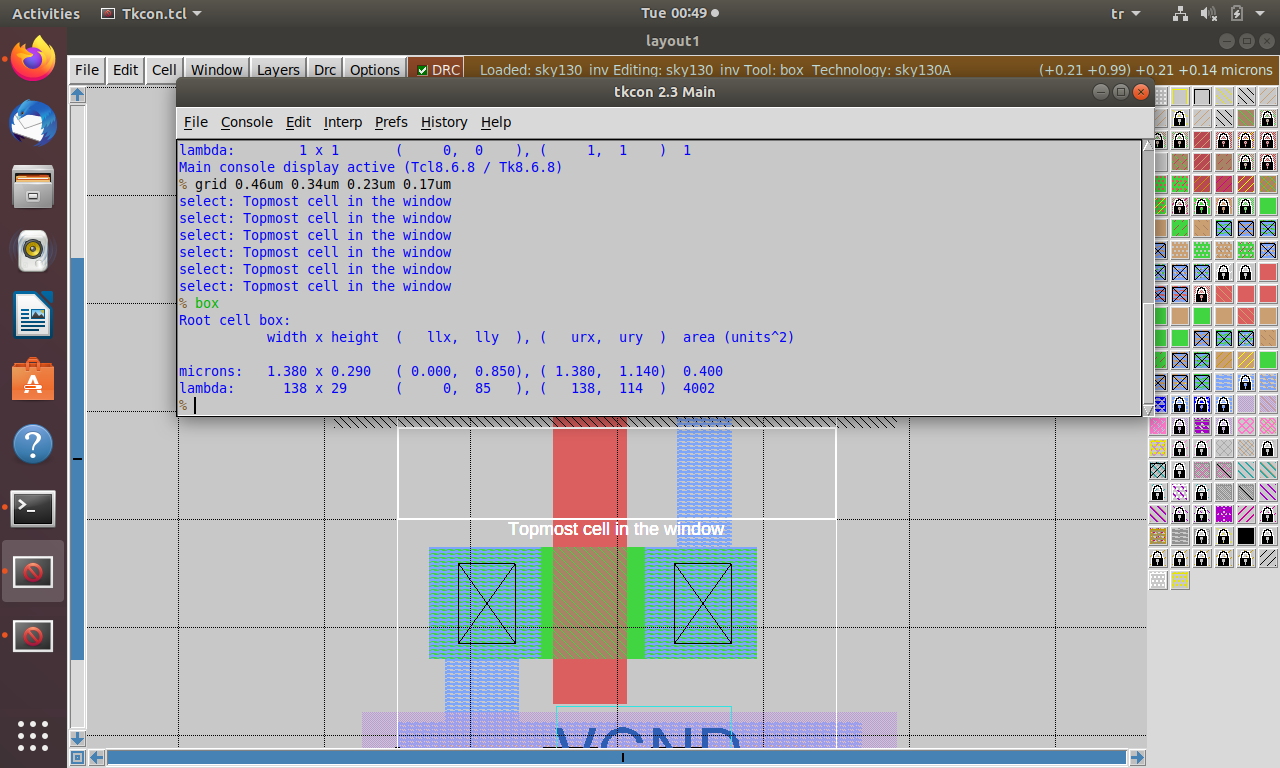 Activities
Tkcon.tcl
Tue 00:49
tr
layout1
File Edit Cell Window Layers Drc Options DRC Loaded: sky130_inv Editing: sky130_inv Tool: box Technology: sky130A (+0.21 +0.99) +0.21 +0.14 microns
tkcon 2.3 Main
File Console Edit Interp Prefs History Help
lambda: 1 x 1 ( 0, 0 ), ( 1, 1 ) 1
Main console display active (Tcl8.6.8 / Tk8.6.8)
% grid 0.46um 0.34um 0.23um 0.17um
select: Topmost cell in the window
select: Topmost cell in the window
select: Topmost cell in the window
select: Topmost cell in the window
select: Topmost cell in the window
select: Topmost cell in the window
% box
Root cell box:
width x height ( llx, lly ), ( urx, ury ) area (units^2)
microns: 1.380 x 0.290 ( 0.000, 0.850), ( 1.380, 1.140) 0.400
lambda: 138 x 29 ( 0, 85 ), ( 138, 114 ) 4002
%
Topmost cell in the window
VGND